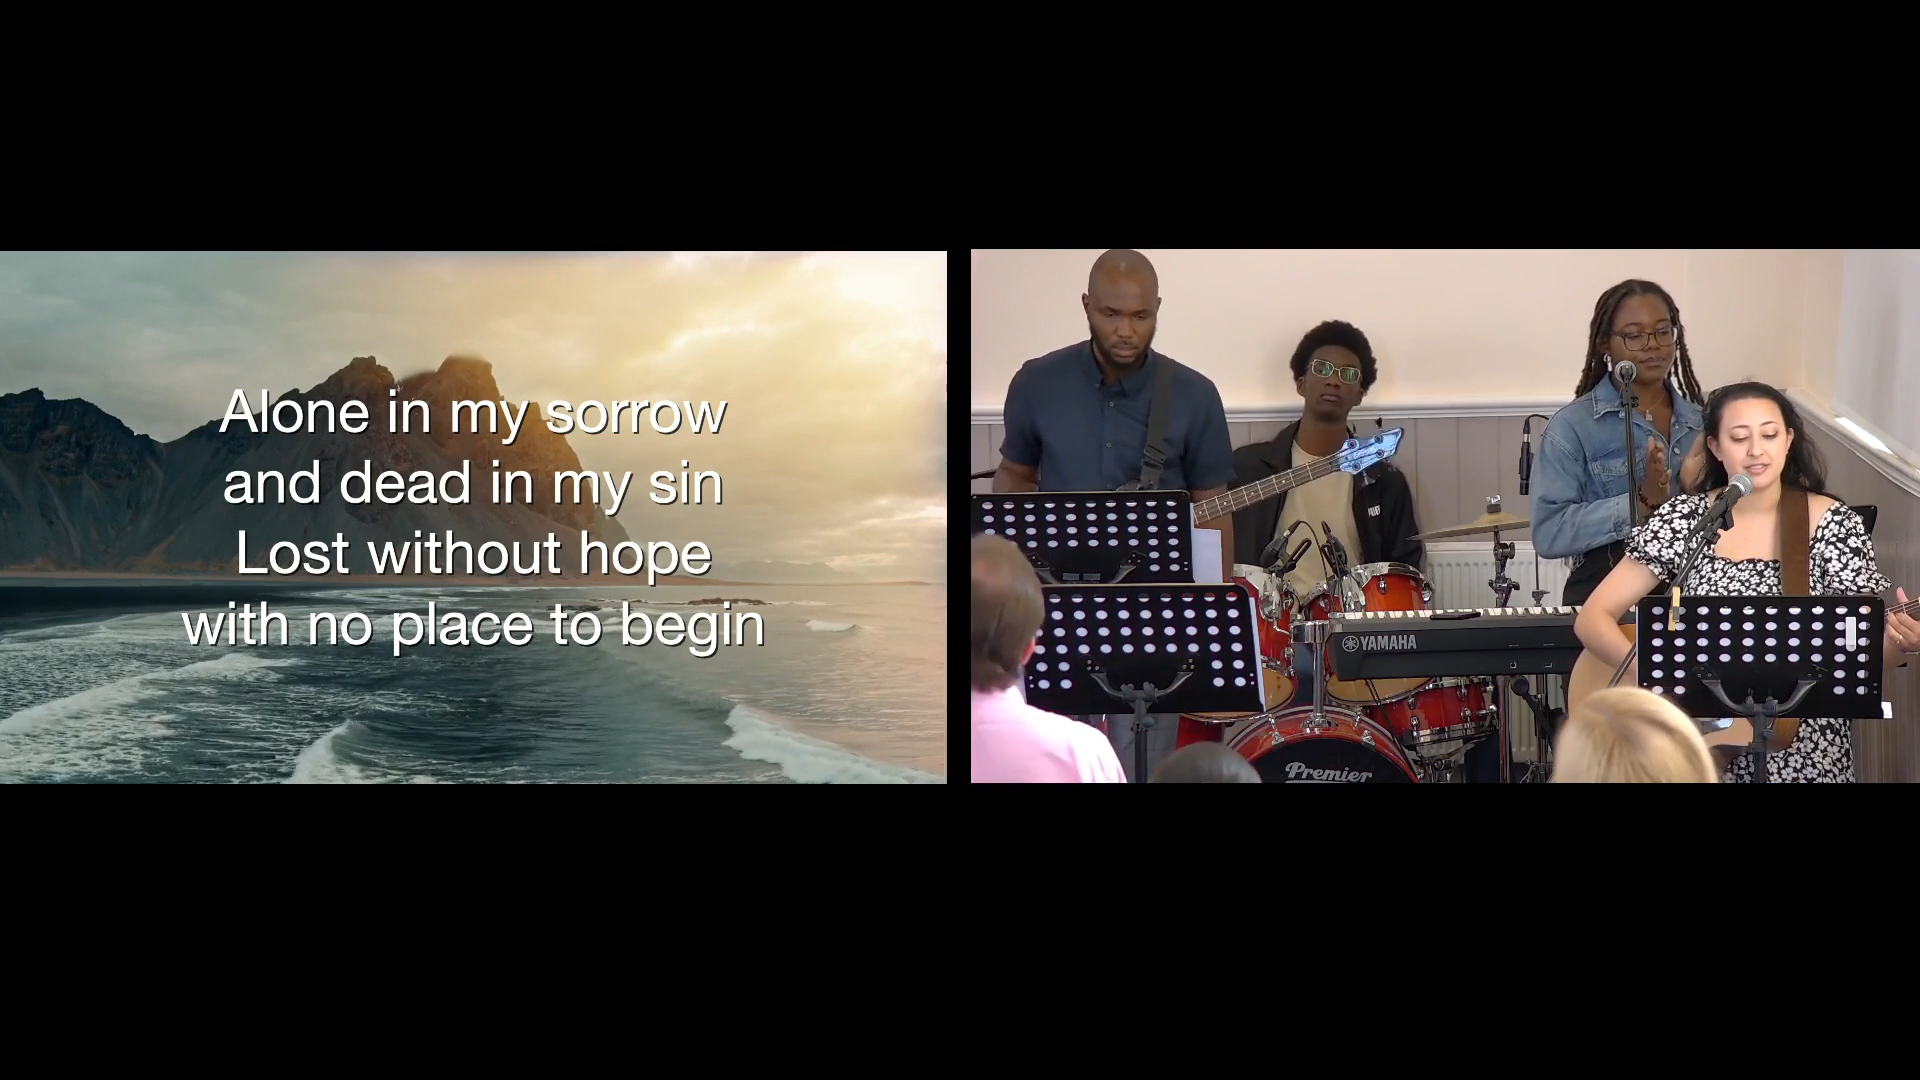 Alone in my sorrow
and dead in my sin
Lost without hope
with no place to begin
YAMAHA
Premier